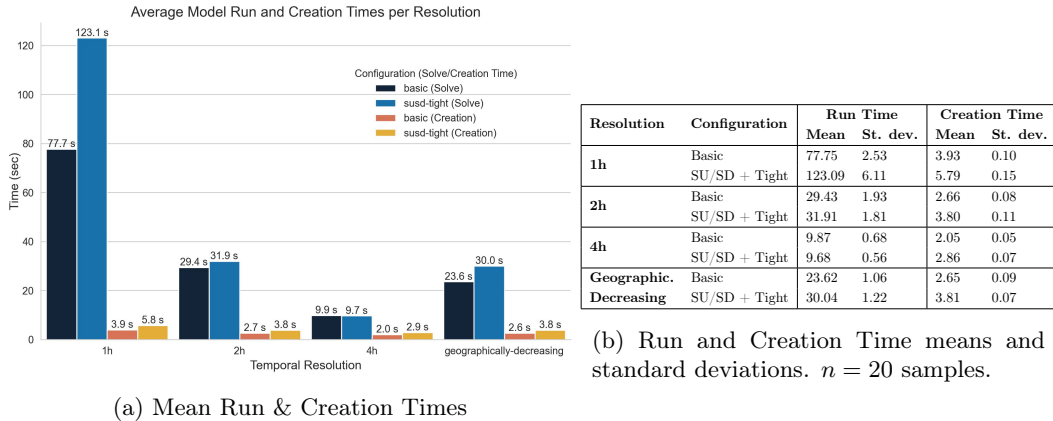 Average Model Run and Creation Times per Resolution
Time (sec)
120
100
80
60
40
20
0
77.7 s
123.1 s
3.9 s
5.8 s
29.4 s
31.9 s
2.7 s
3.8 s
9.9 s
9.7 s
2.0 s
2.9 s
23.6 s
30.0 s
2.6 s
3.8 s
Configuration (Solve/Creation Time)
basic (Solve)
susd-tight (Solve)
basic (Creation)
susd-tight (Creation)
1h
2h
4h
geographically-decreasing
Temporal Resolution
(a) Mean Run & Creation Times
Resolution Configuration Run Time Creation Time
Mean St. dev. Mean St. dev.
1h Basic 77.75 2.53 3.93 0.10
SU/SD + Tight 123.09 6.11 5.79 0.15
2h Basic 29.43 1.93 2.66 0.08
SU/SD + Tight 31.91 1.81 3.80 0.11
4h Basic 9.87 0.68 2.05 0.05
SU/SD + Tight 9.68 0.56 2.86 0.07
Geographic. Basic 23.62 1.06 2.65 0.09
Decreasing SU/SD + Tight 30.04 1.22 3.81 0.07
(b) Run and Creation Time means and
standard deviations. n = 20 samples.